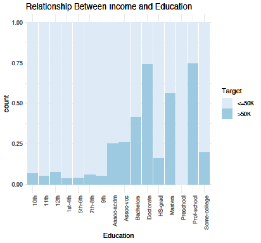 Relationship Between Income and Education
1.00
0.75
0.50
0.25
0.00
count
10th
11th
12th
1st-4th
5th-6th
7th-8th
9th
Assoc-acdm
Assoc-voc
Bachelors
Doctorate
HS-grad
Masters
Preschool
Prof-school
Some-college
Education
Target
<=50K
>50K